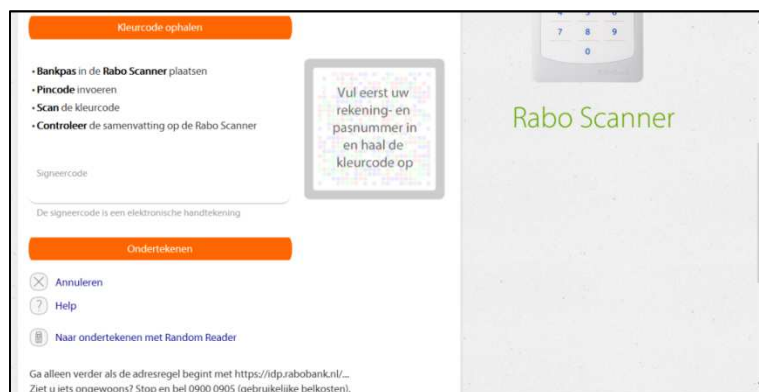 Kleurcode ophalen
• Bankpas in de Rabo Scanner plaatsen
• Pincode invoeren
• Scan de kleurcode
• Controleer de samenvatting op de Rabo Scanner
Signeercode
De signeercode is een elektronische handtekening
Vul eerst uw
rekening- en
pasnummer in
en haal de
kleurcode op
Ondertekenen
Annuleren
? Help
Naar ondertekenen met Random Reader
Ga alleen verder als de adresregel begint met https://idp.rabobank.nl/...
Ziet u iets ongewoons? Stop en bel 0900 0905 (gebruikelijke belkosten).
7 8 9
0
Rabo Scanner